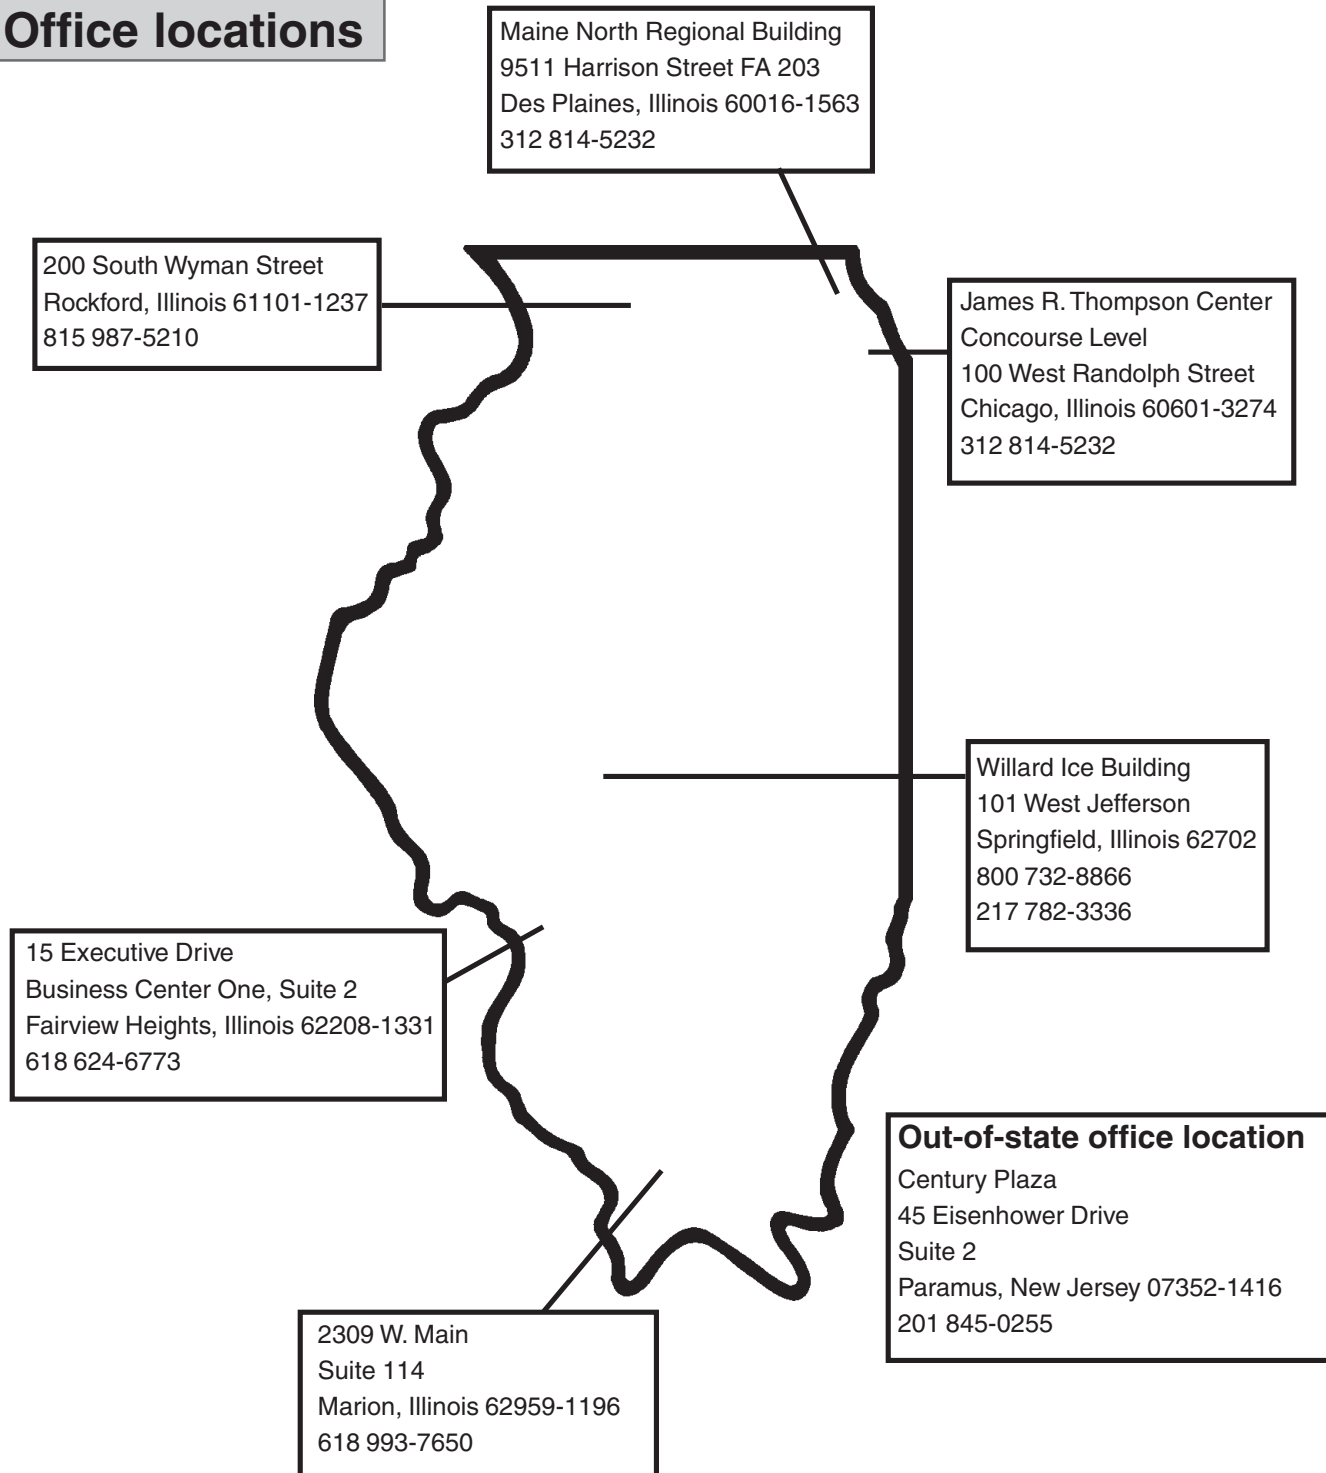 Office locations
Maine North Regional Building
9511 Harrison Street FA 203
Des Plaines, Illinois 60016-1563
312 814-5232
200 South Wyman Street
Rockford, Illinois 61101-1237
815 987-5210
James R. Thompson Center
Concourse Level
100 West Randolph Street
Chicago, Illinois 60601-3274
312 814-5232
Willard Ice Building
101 West Jefferson
Springfield, Illinois 62702
800 732-8866
217 782-3336
15 Executive Drive
Business Center One, Suite 2
Fairview Heights, Illinois 62208-1331
618 624-6773
Out-of-state office location
Century Plaza
45 Eisenhower Drive
Suite 2
Paramus, New Jersey 07352-1416
201 845-0255
2309 W. Main
Suite 114
Marion, Illinois 62959-1196
618 993-7650